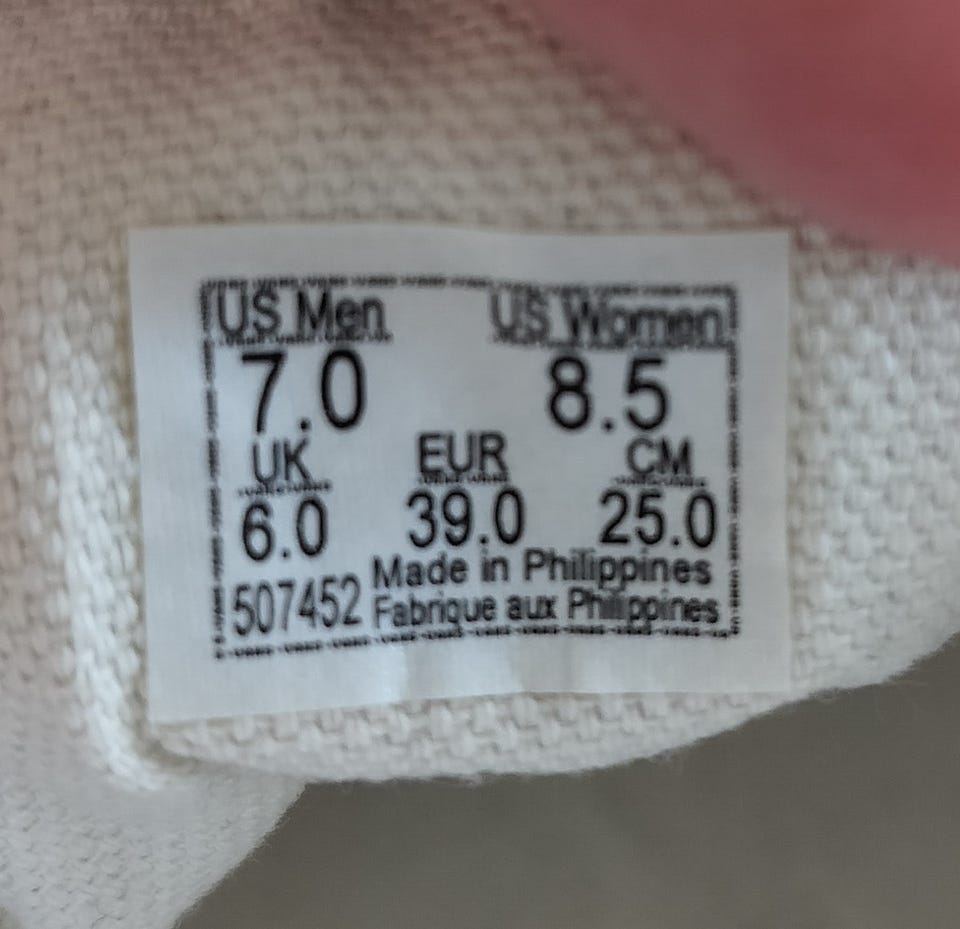 US Men US Women
7.0 8.5
UK EUR CM
6.0 39.0 25.0
Made in Philippines
507452 Fabrique aux Philippines